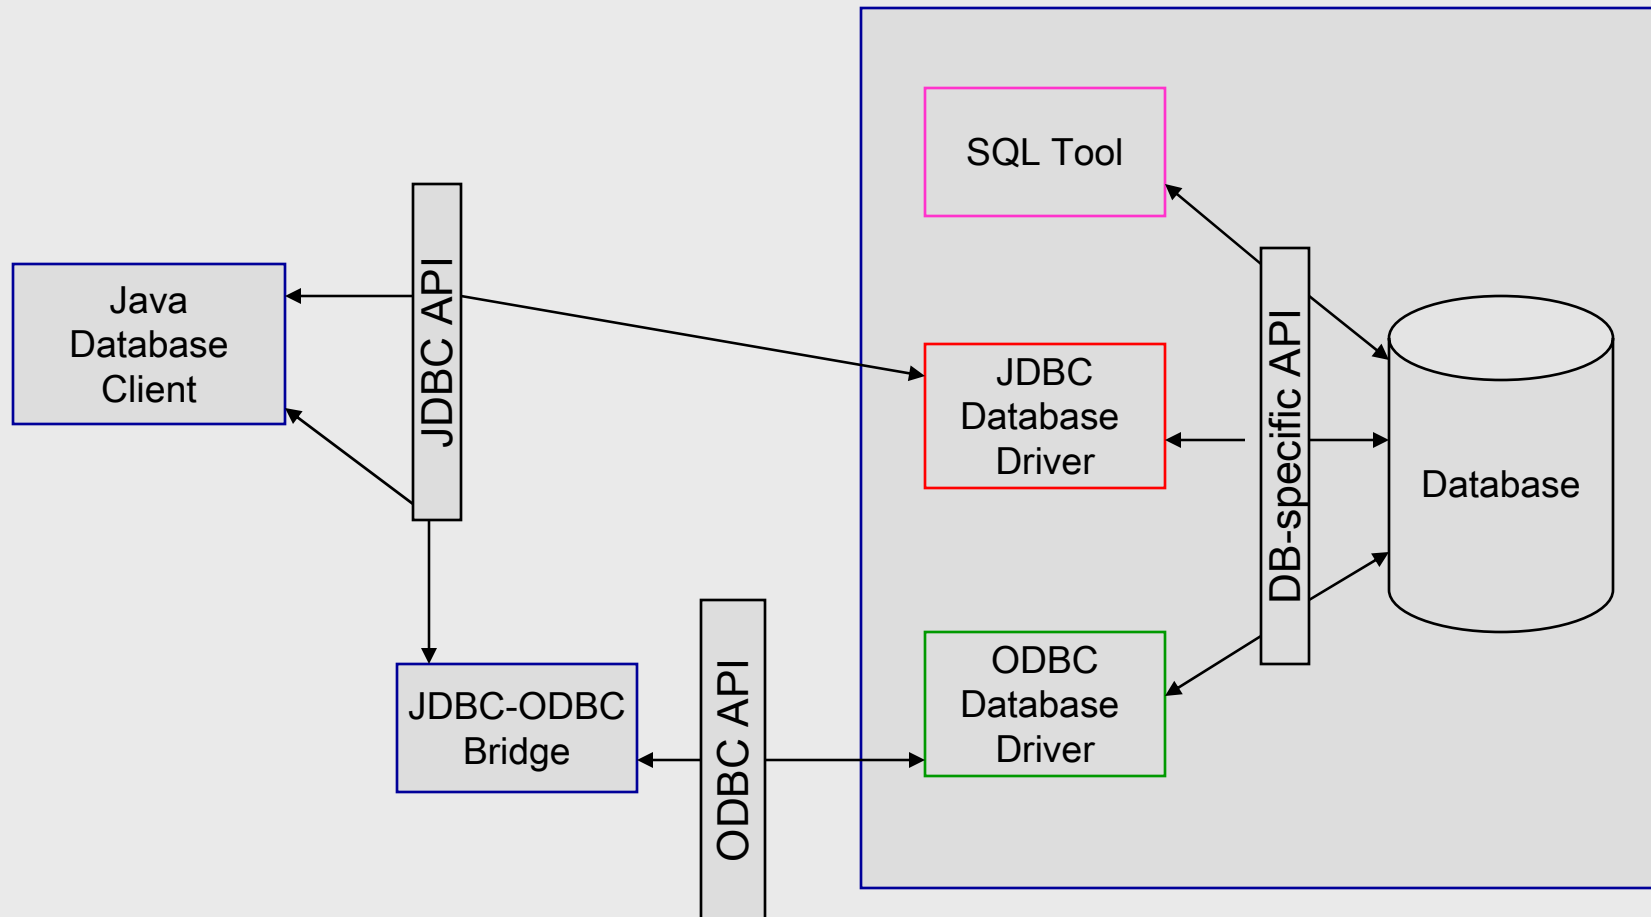 SQL Tool
JDBC API
Java
Database
Client
JDBC
Database
Driver
DB-specific API
Database
ODBC
Database
Driver
JDBC-ODBC
Bridge
ODBC API